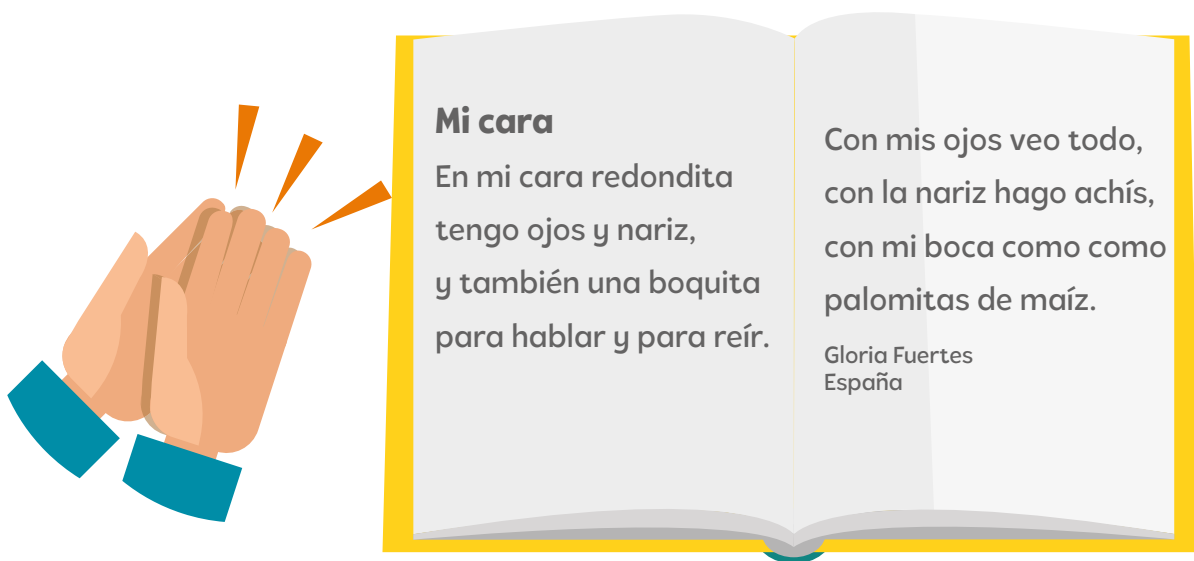 Mi cara
En mi cara redondita
tengo ojos y nariz,
y también una boquita
para hablar y para reír.
Con mis ojos veo todo,
con la nariz hago achís,
con mi boca como como
palomitas de maíz.
Gloria Fuertes
España